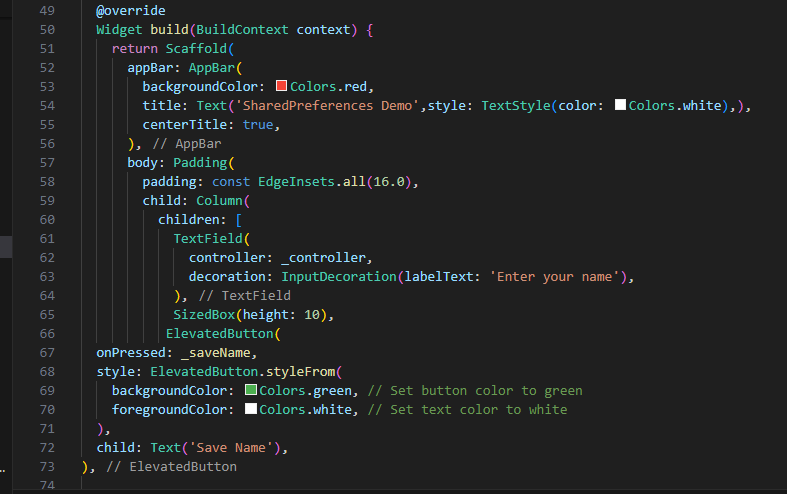 49 @override
50 Widget build(BuildContext context) {
51 return Scaffold(
52 appBar: AppBar(
53 backgroundColor: Colors.red,
54 title: Text('SharedPreferences Demo',style: TextStyle(color: Colors.white),),
55 centerTitle: true,
56 ), // AppBar
57 body: Padding(
58 padding: const EdgeInsets.all(16.0),
59 child: Column(
60 children: [
61 TextField(
62 controller: _controller,
63 decoration: InputDecoration(labelText: 'Enter your name'),
64 ), // TextField
65 SizedBox(height: 10),
66 ElevatedButton(
67 onPressed: _saveName,
68 style: ElevatedButton.styleFrom(
69 backgroundColor: Colors.green, // Set button color to green
70 foregroundColor: Colors.white, // Set text color to white
71 ),
72 child: Text('Save Name'),
73 ), // ElevatedButton
74